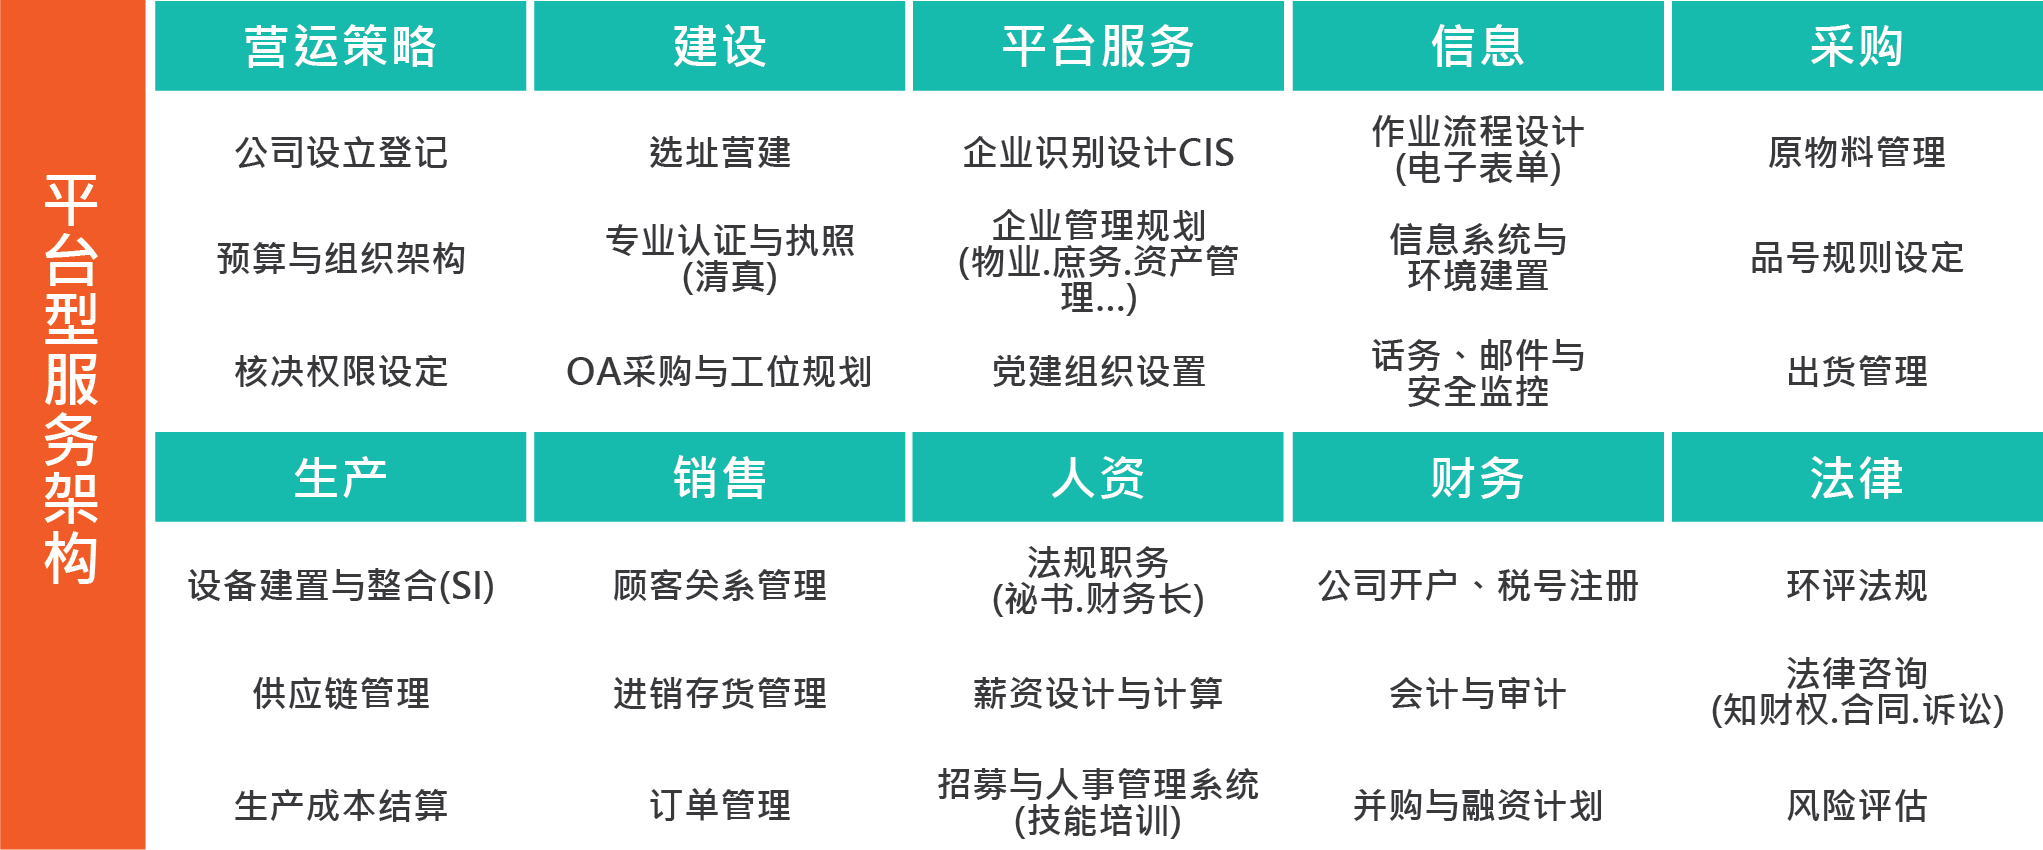 平台型服务架构
营运策略
建设
平台服务
信息
采购
公司设立登记
选址营建
企业识别设计CIS
作业流程设计
(电子表单)
原物料管理
预算与组织架构
专业认证与执照
(清真)
企业管理规划
(物业.庶务.资产管
理...)
信息系统与
环境建置
品号规则设定
核决权限设定
OA采购与工位规划
党建组织设置
话务、邮件与
安全监控
出货管理
生产
销售
人资
财务
法律
设备建置与整合(SI)
顾客关系管理
法规职务
(祕书.财务长)
公司开户、税号注册
环评法规
供应链管理
进销存货管理
薪资设计与计算
会计与审计
法律咨询
(知财权.合同.诉讼)
生产成本结算
订单管理
招募与人事管理系统
(技能培训)
并购与融资计划
风险评估